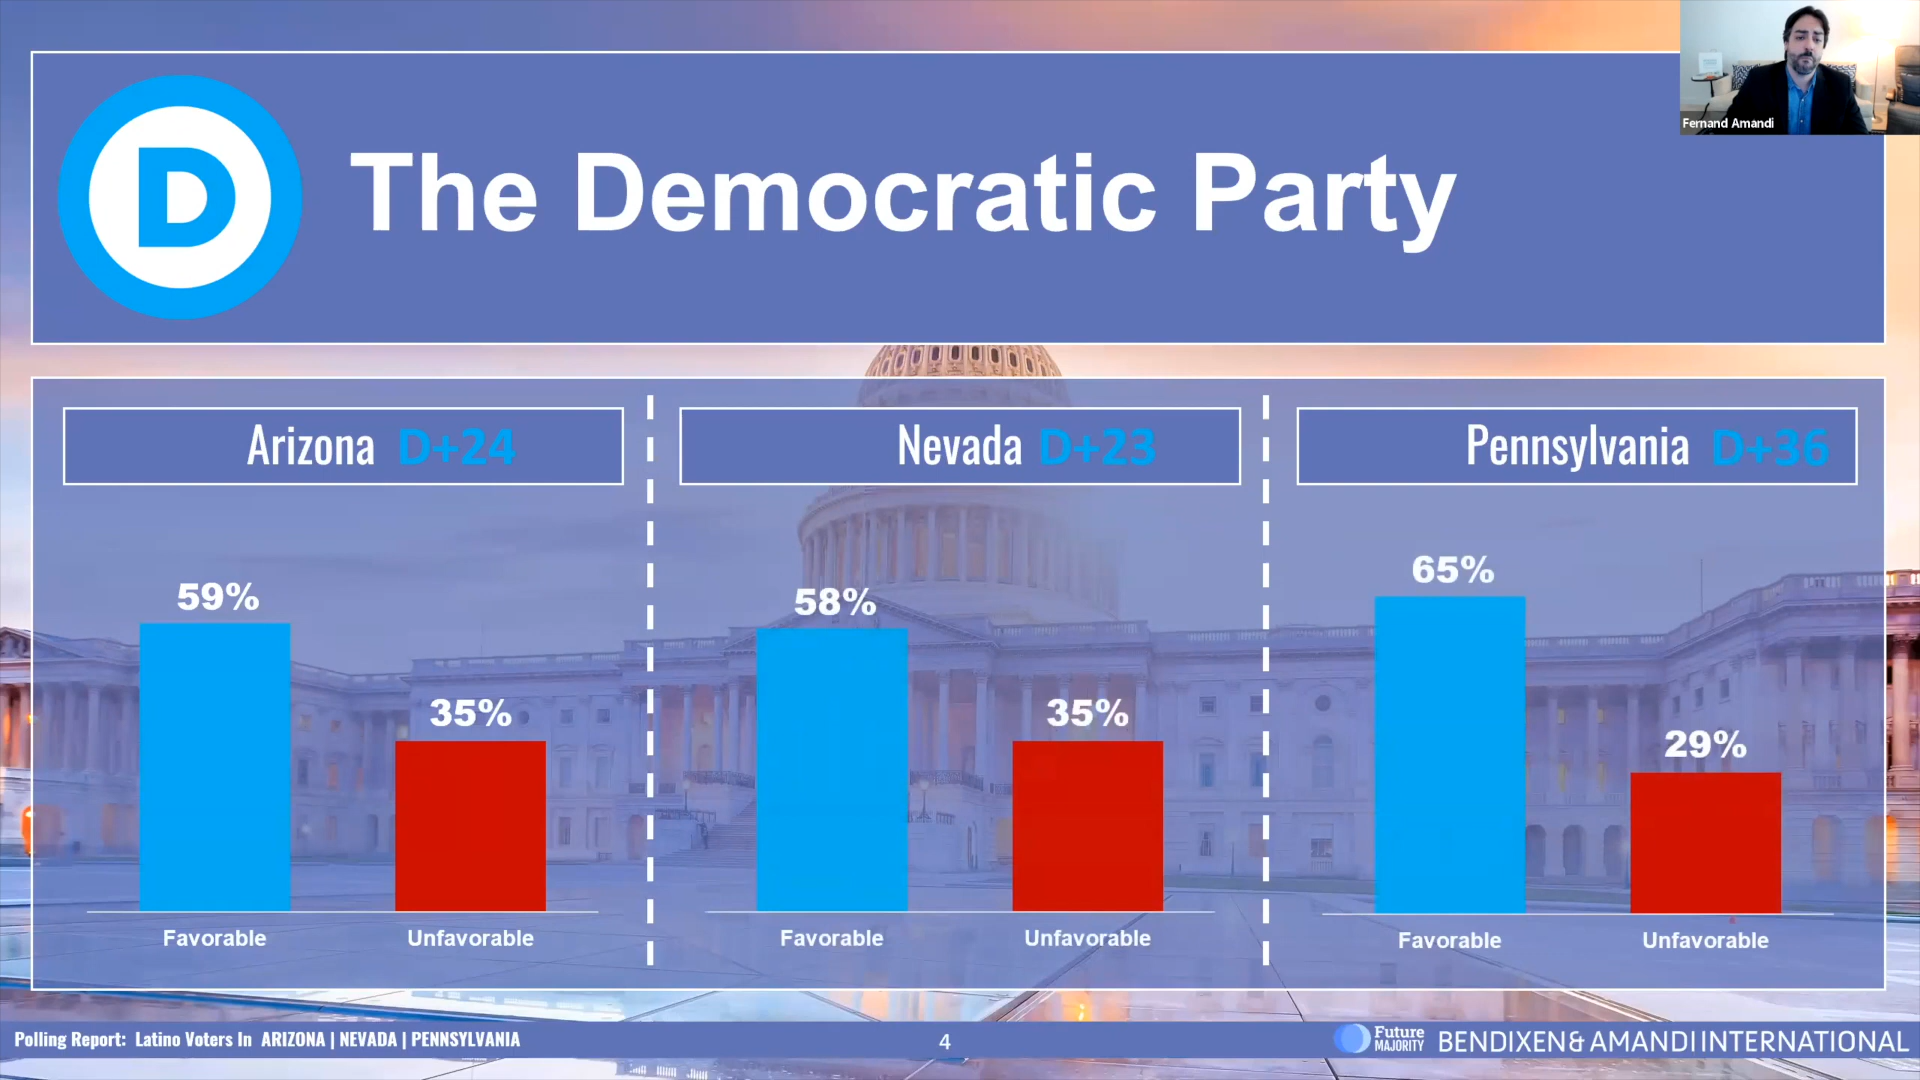 Fernand Amandi
D
The Democratic Party
Arizona D+24
Nevada D+23
Pennsylvania D+36
59%
35%
58%
35%
65%
29%
Favorable
Unfavorable
Favorable
Unfavorable
Favorable
Unfavorable
Polling Report: Latino Voters In ARIZONA | NEVADA | PENNSYLVANIA
4
Future
MAJORITY
BENDIXEN & AMANDI INTERNATIONAL